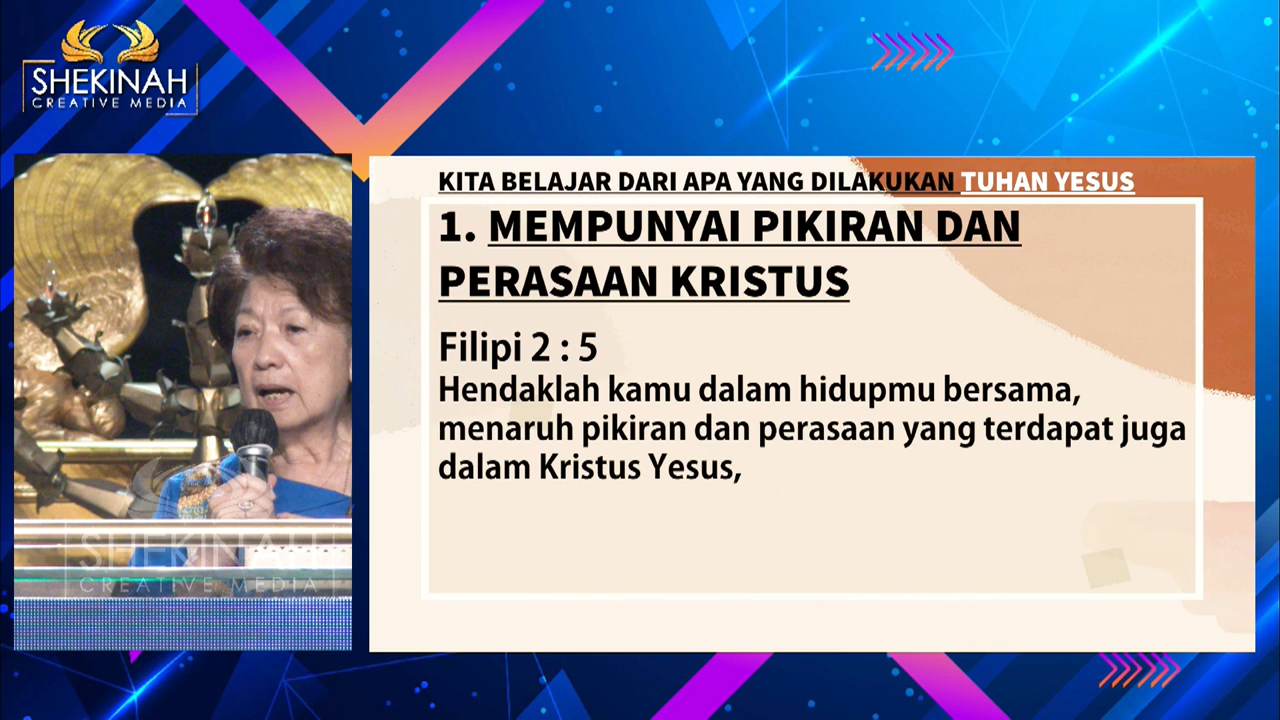 SHEKINAH
CREATIVE MEDIA
KITA BELAJAR DARI APA YANG DILAKUKAN TUHAN YESUS
1. MEMPUNYAI PIKIRAN DAN
PERASAAN KRISTUS
Filipi 2 : 5
Hendaklah kamu dalam hidupmu bersama,
menaruh pikiran dan perasaan yang terdapat juga
dalam Kristus Yesus,
SHEKINAH
CREATIVE MEDIA